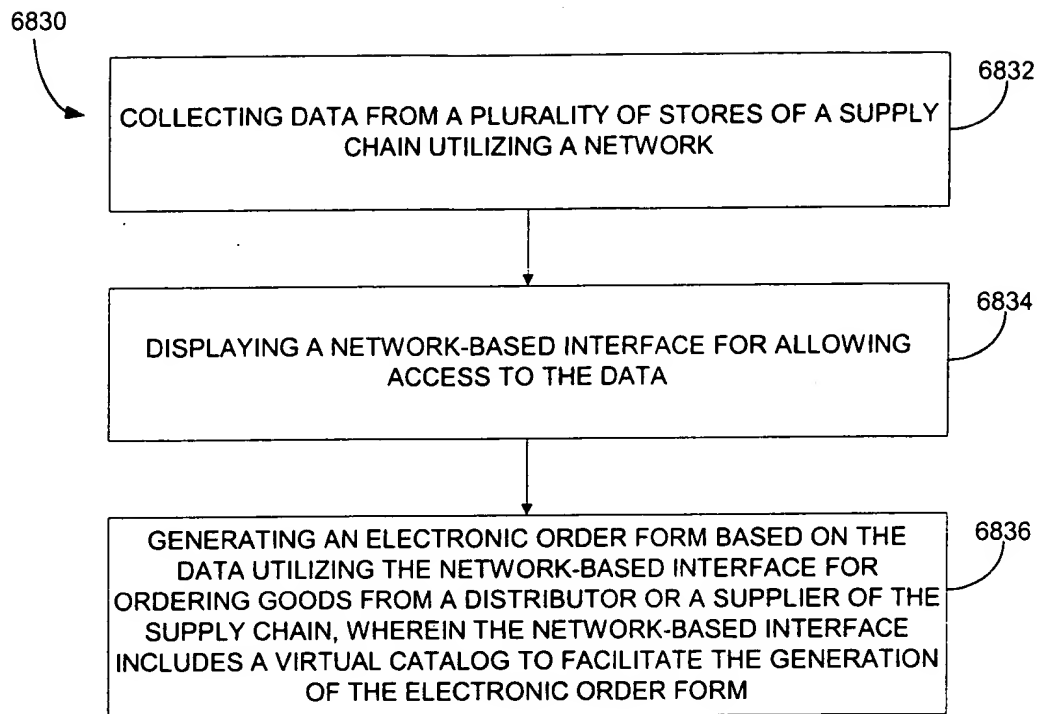 6830
6832
COLLECTING DATA FROM A PLURALITY OF STORES OF A SUPPLY
CHAIN UTILIZING A NETWORK
6834
DISPLAYING A NETWORK-BASED INTERFACE FOR ALLOWING
ACCESS TO THE DATA
6836
GENERATING AN ELECTRONIC ORDER FORM BASED ON THE
DATA UTILIZING THE NETWORK-BASED INTERFACE FOR
ORDERING GOODS FROM A DISTRIBUTOR OR A SUPPLIER OF THE
SUPPLY CHAIN, WHEREIN THE NETWORK-BASED INTERFACE
INCLUDES A VIRTUAL CATALOG TO FACILITATE THE GENERATION
OF THE ELECTRONIC ORDER FORM